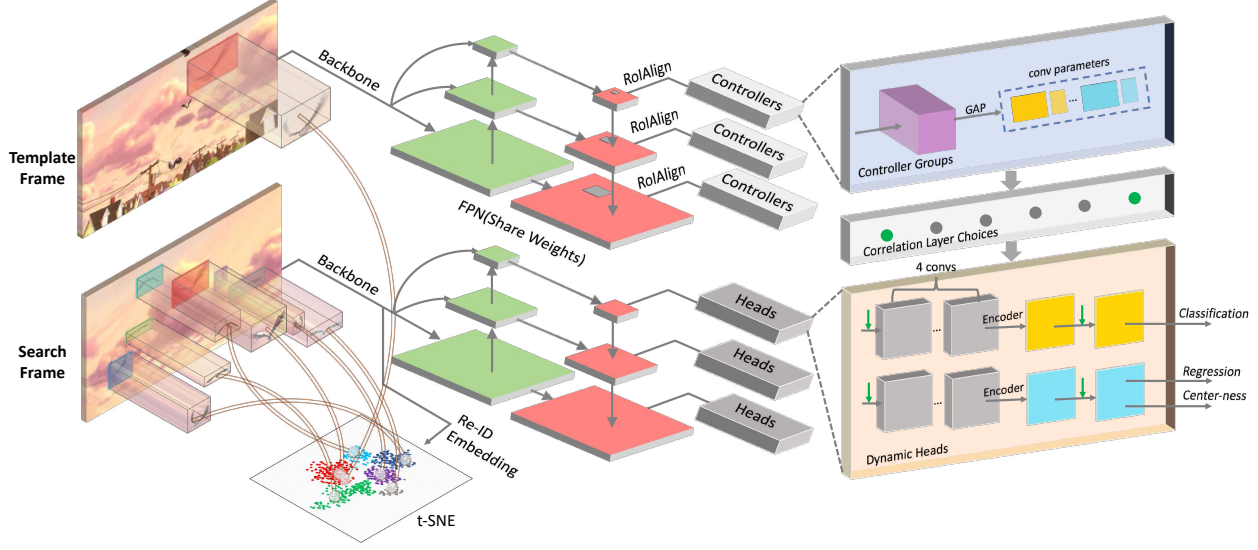 Template
Frame
Backbone
FPN(Share Weights)
RoIAlign
RoIAlign
RoIAlign
Controllers
Controllers
Controllers
conv parameters
GAP
...
Controller Groups
Correlation Layer Choices
Search
Frame
Backbone
Re-ID
Embedding
t-SNE
Heads
Heads
Heads
4 convs
...
Encoder
Classification
...
Encoder
Regression
Center-ness
Dynamic Heads